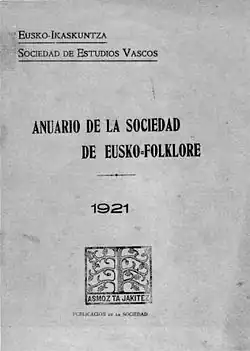 EUSKO-IKASKUNTZA
SOCIEDAD DE ESTUDIOS VASCOS
ANUARIO DE LA SOCIEDAD
DE EUSKO=FOLKLORE
1921
ASMOZ TA JAKITEZ
PUBLICACION DE LA SOCIEDAD